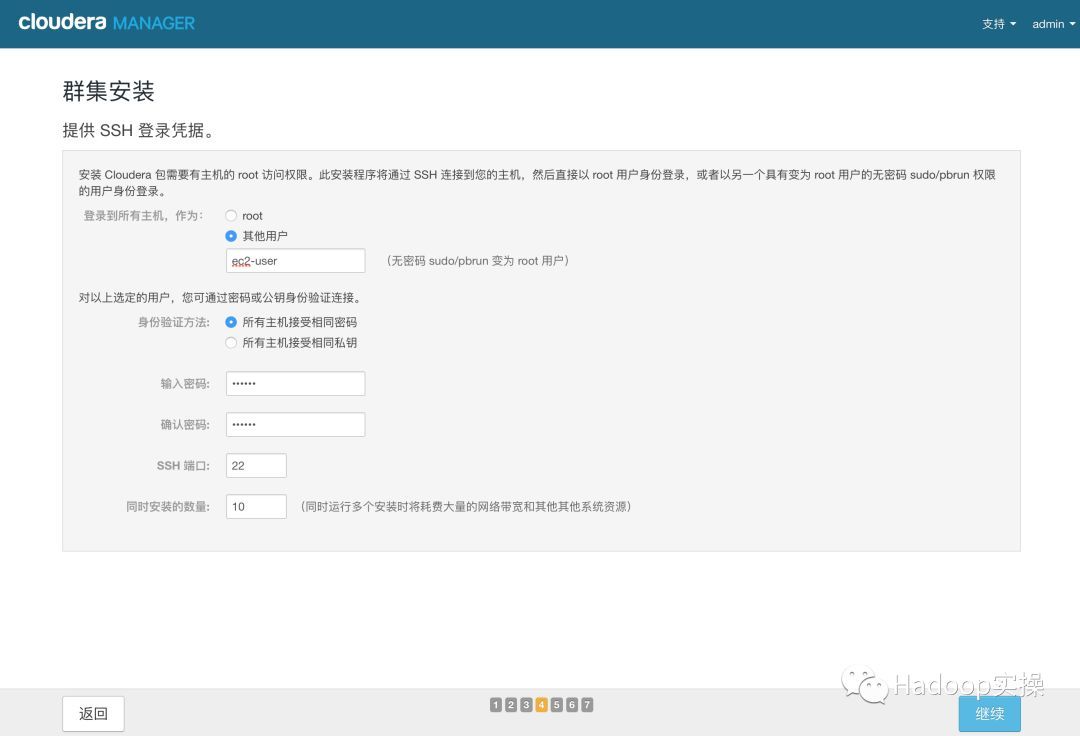 cloudera MANAGER
支持 admin
群集安装
提供 SSH 登录凭据。
安装 Cloudera 包需要有主机的 root 访问权限。此安装程序将通过 SSH 连接到您的主机，然后直接以 root 用户身份登录，或者以另一个具有变为 root 用户的无密码 sudo/pbrun 权限
的用户身份登录。
登录到所有主机，作为： root
其他用户
ec2-user （无密码 sudo/pbrun 变为 root 用户）
对以上选定的用户，您可通过密码或公钥身份验证连接。
身份验证方法: 所有主机接受相同密码
所有主机接受相同私钥
输入密码: ••••••
确认密码: ••••••
SSH 端口: 22
同时安装的数量: 10 （同时运行多个安装时将耗费大量的网络带宽和其他其他系统资源）
Hadoop实操
返回 1 2 3 4 5 6 7 继续